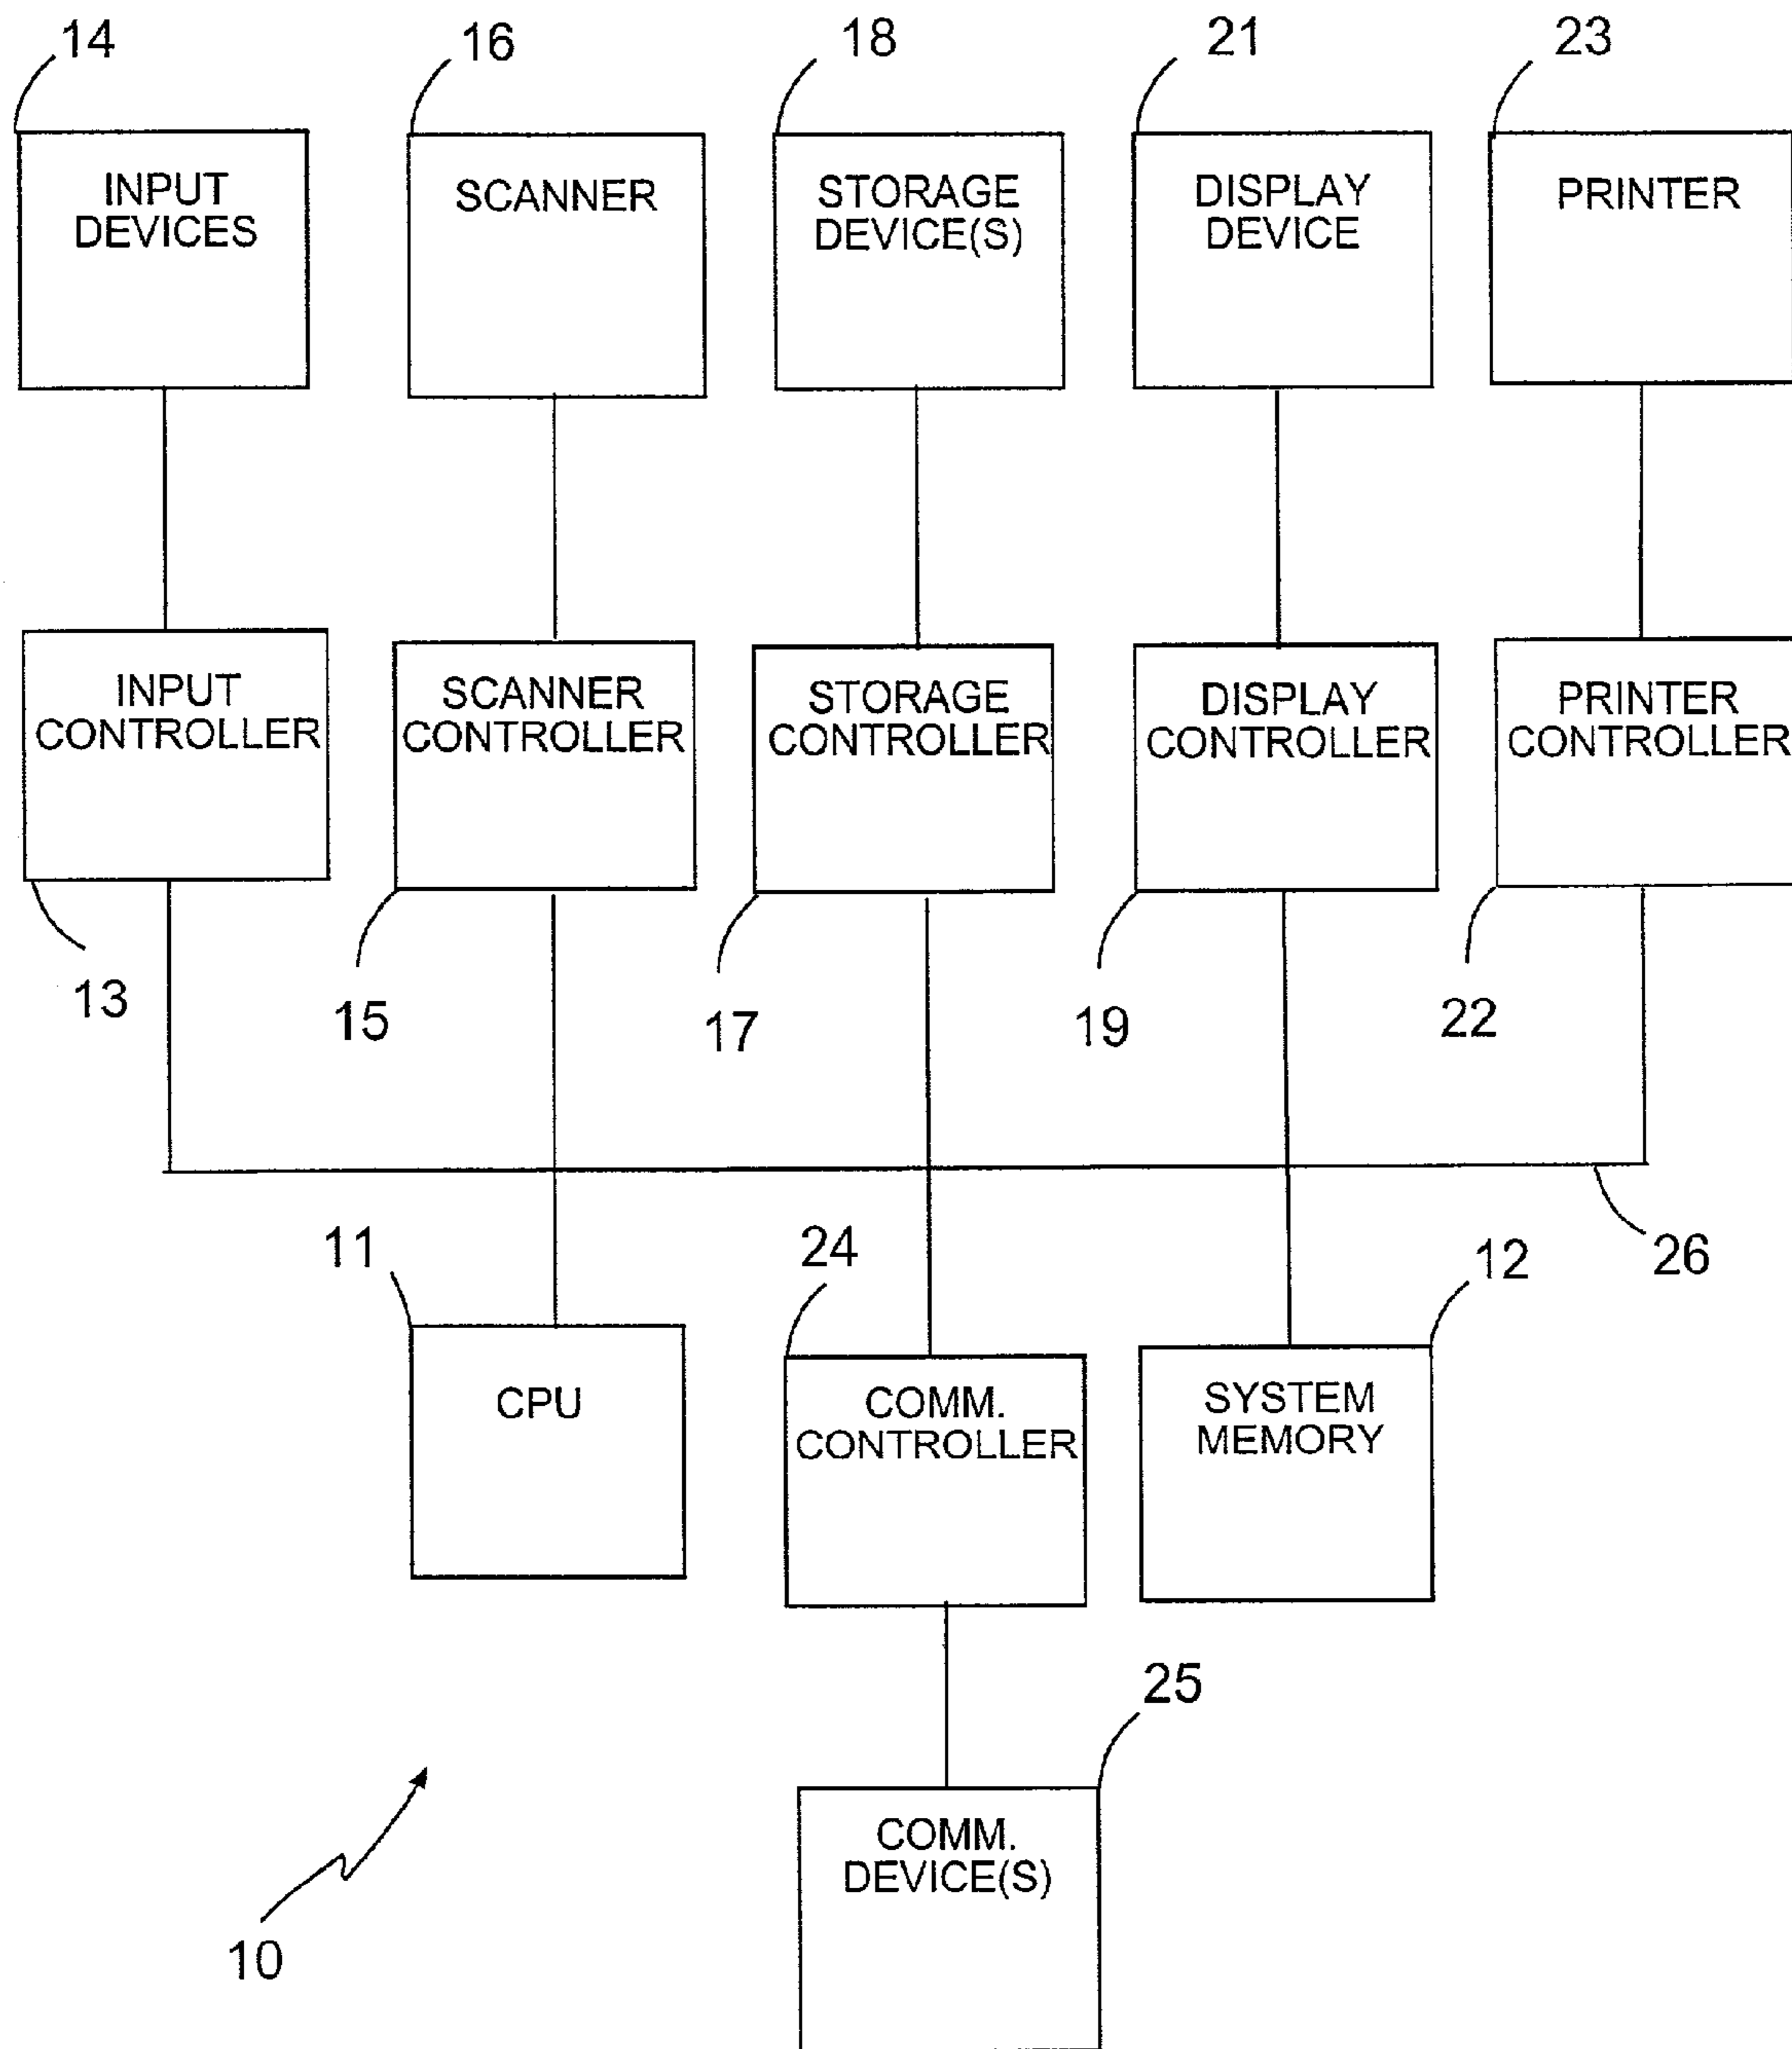 14
16
18
21
23
INPUT
DEVICES
SCANNER
STORAGE
DEVICE(S)
DISPLAY
DEVICE
PRINTER
INPUT
CONTROLLER
SCANNER
CONTROLLER
STORAGE
CONTROLLER
DISPLAY
CONTROLLER
PRINTER
CONTROLLER
13
15
17
19
22
11
24
12
26
CPU
COMM.
CONTROLLER
SYSTEM
MEMORY
25
COMM.
DEVICE(S)
10